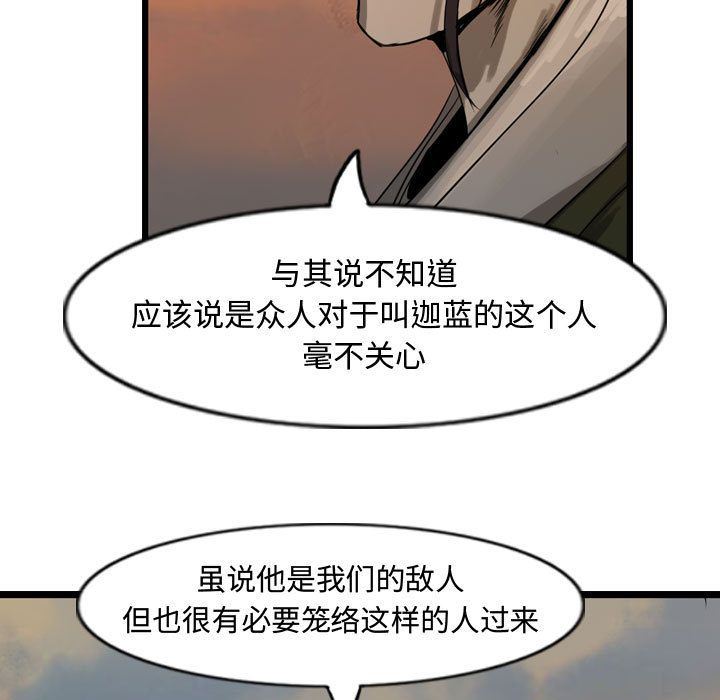 与其说不知道
应该说是众人对于叫迦蓝的这个人
毫不关心
虽说他是我们的敌人
但也很有必要笼络这样的人过来